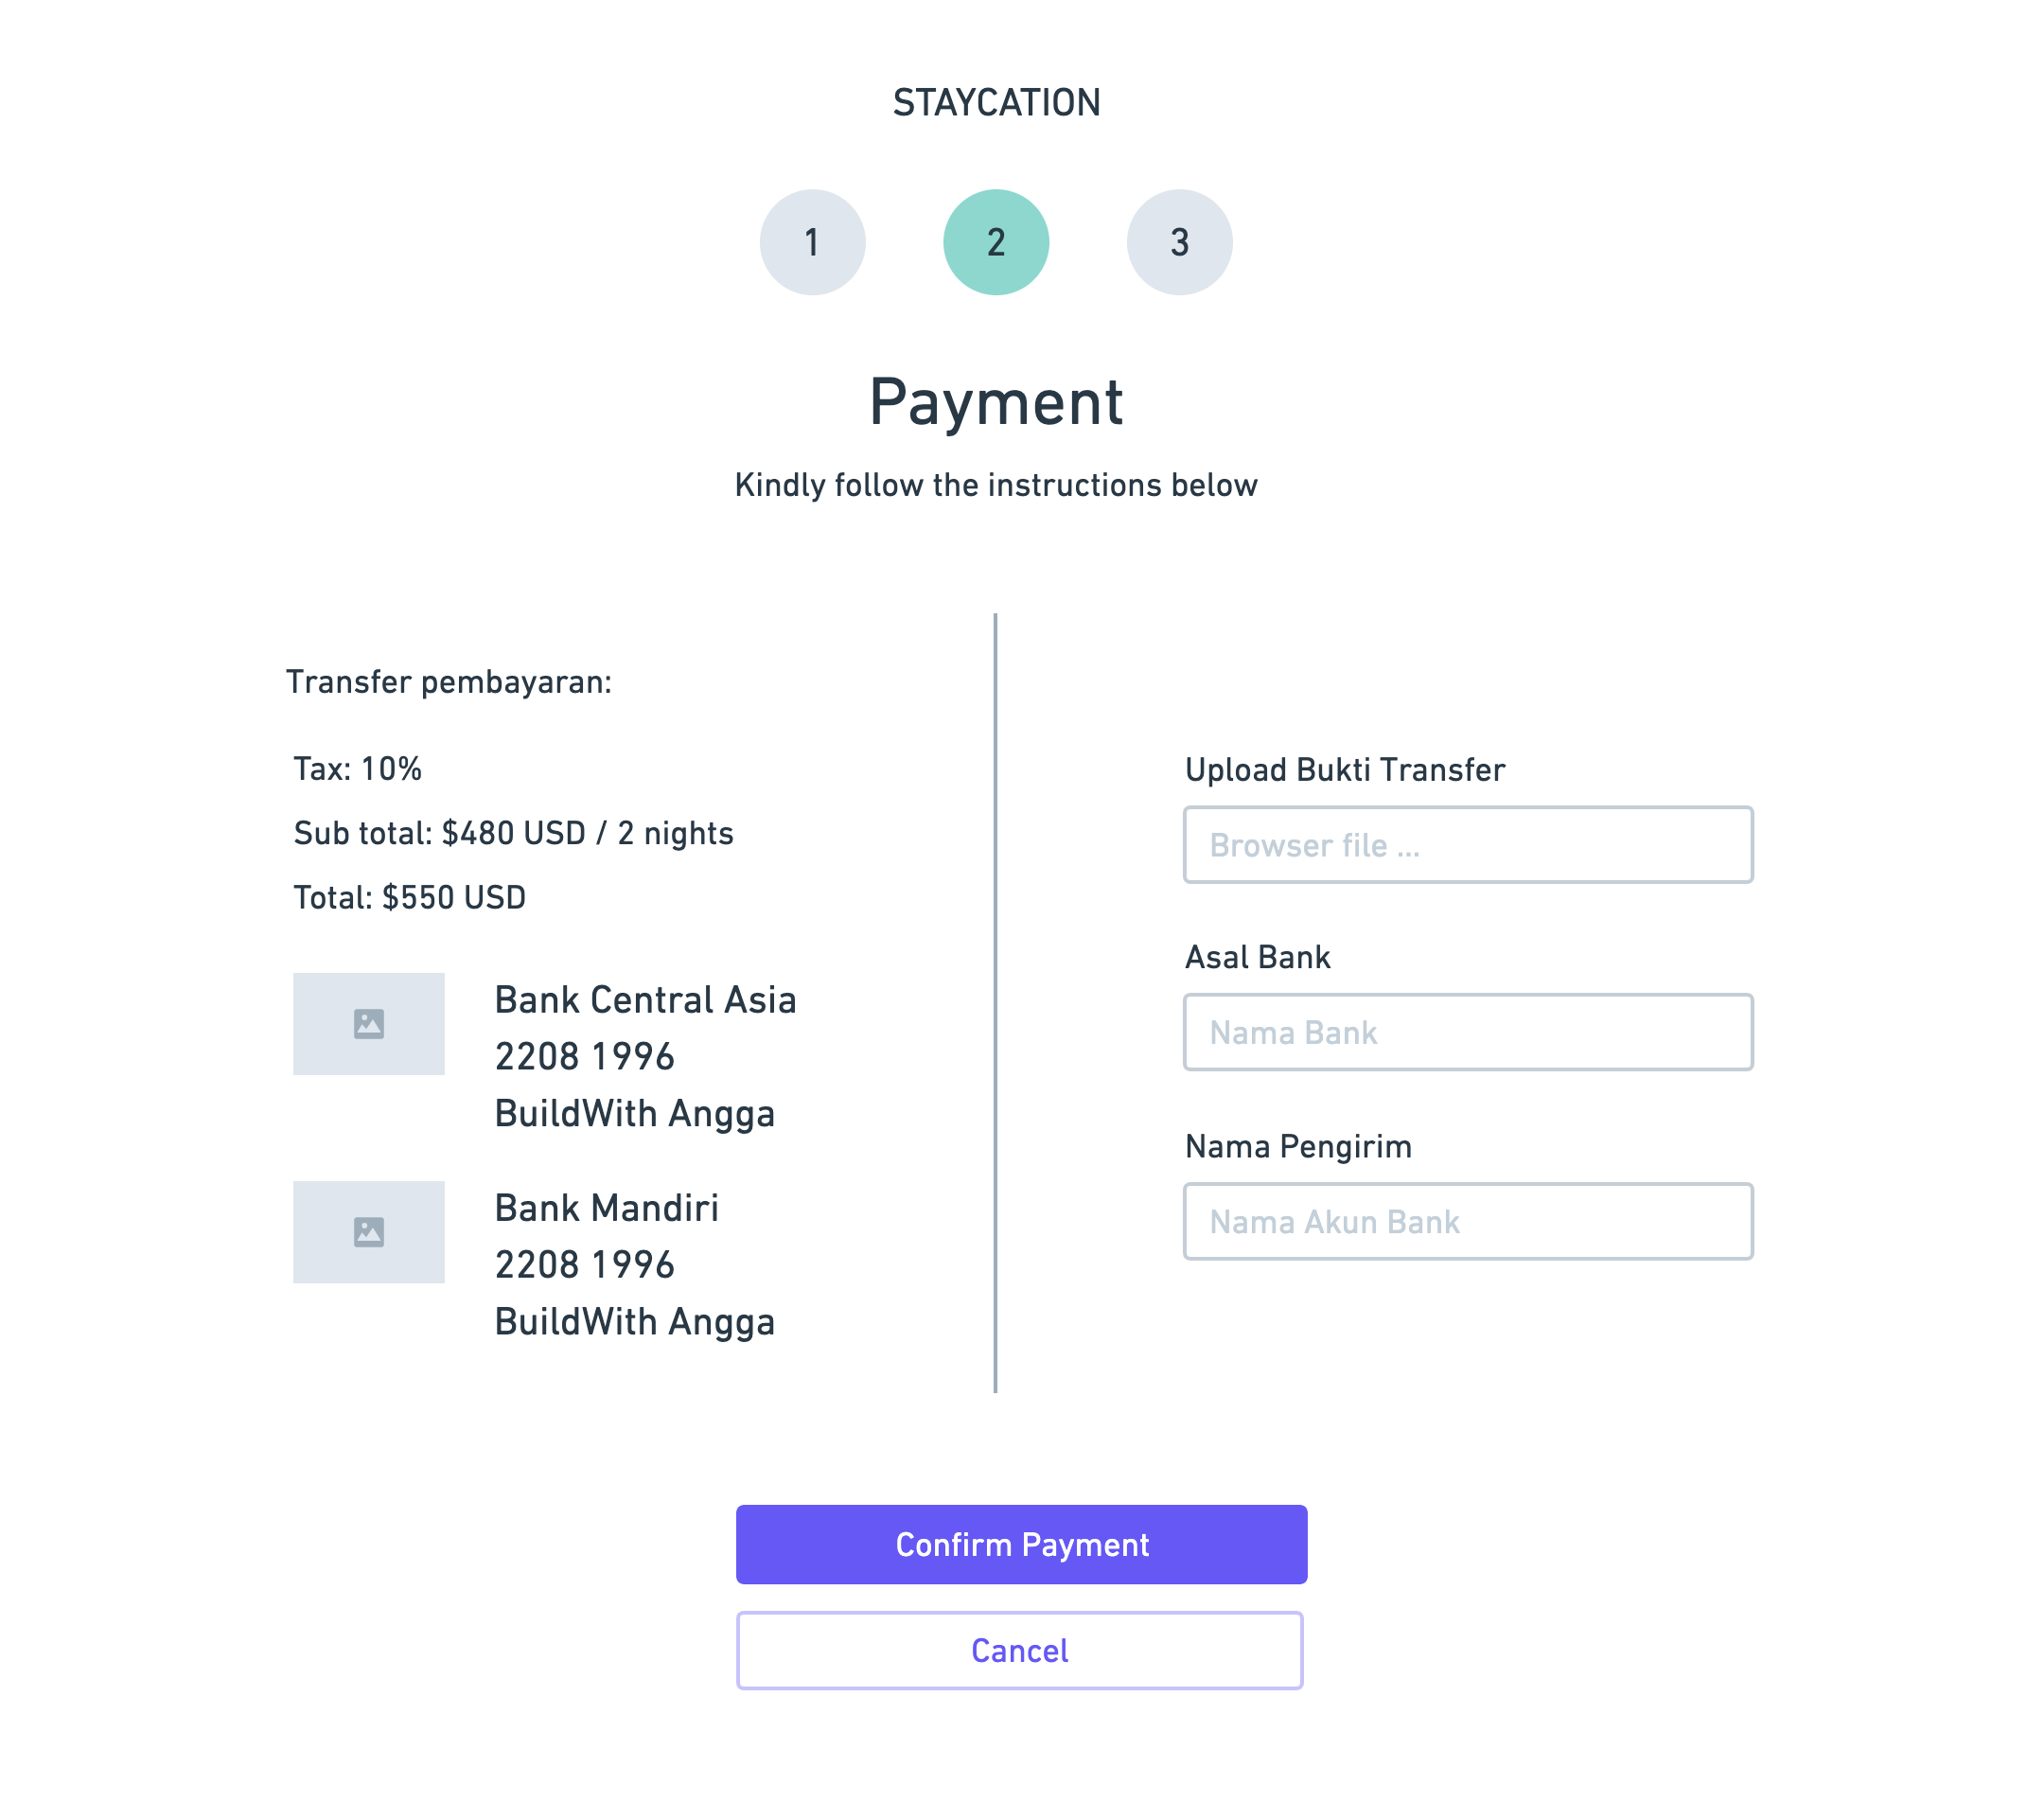 STAYCATION
1 2 3
Payment
Kindly follow the instructions below
Transfer pembayaran:
Tax: 10%
Sub total: $480 USD / 2 nights
Total: $550 USD
Bank Central Asia
2208 1996
BuildWith Angga
Bank Mandiri
2208 1996
BuildWith Angga
Upload Bukti Transfer
Browser file ...
Asal Bank
Nama Bank
Nama Pengirim
Nama Akun Bank
Confirm Payment
Cancel